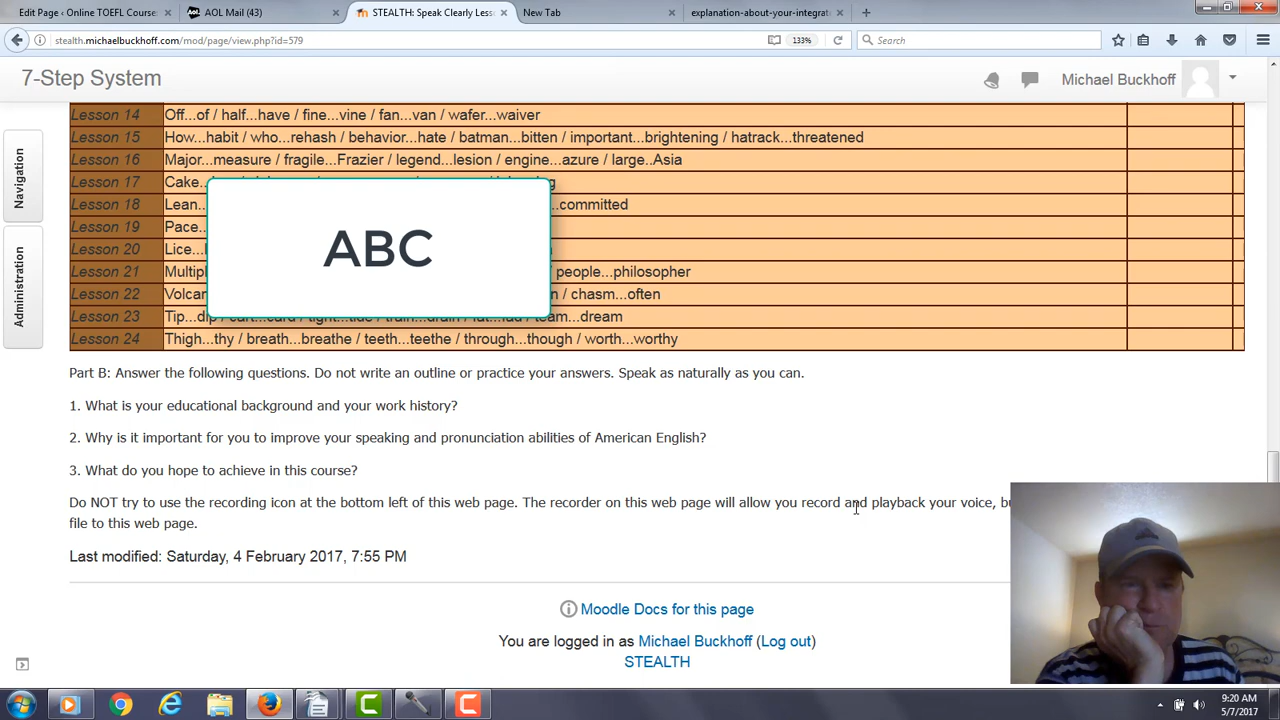 Edit Page ‹ Online TOEFL Course:
AOL Mail (43)
STEALTH: Speak Clearly Less
New Tab
explanation-about-your-integrat
stealth.michaelbuckhoff.com/mod/page/view.php?id=579
133%
Search
7-Step System
Michael Buckhoff
Navigation
Administration
Lesson 14 Off...of / half...have / fine...vine / fan...van / wafer...waiver
Lesson 15 How...habit / who...rehash / behavior...hate / batman...bitten / important...brightening / hatrack...threatened
Lesson 16 Major...measure / fragile...Frazier / legend...lesion / engine...azure / large..Asia
Lesson 17 Cake..
Lesson 18 Lean.. ..committed
Lesson 19 Pace..
Lesson 20 Lice..
Lesson 21 Multipl / people...philosopher
Lesson 22 Volcan / chasm...often
Lesson 23 Tip...dip / cart...card / tight...tide / train...drain / team...dream
Lesson 24 Thigh...thy / breath...breathe / teeth...teethe / through...though / worth...worthy
ABC
Part B: Answer the following questions. Do not write an outline or practice your answers. Speak as naturally as you can.
1. What is your educational background and your work history?
2. Why is it important for you to improve your speaking and pronunciation abilities of American English?
3. What do you hope to achieve in this course?
Do NOT try to use the recording icon at the bottom left of this web page. The recorder on this web page will allow you record and playback your voice, bu
file to this web page.
Last modified: Saturday, 4 February 2017, 7:55 PM
Moodle Docs for this page
You are logged in as Michael Buckhoff (Log out)
STEALTH
9:20 AM
5/7/2017